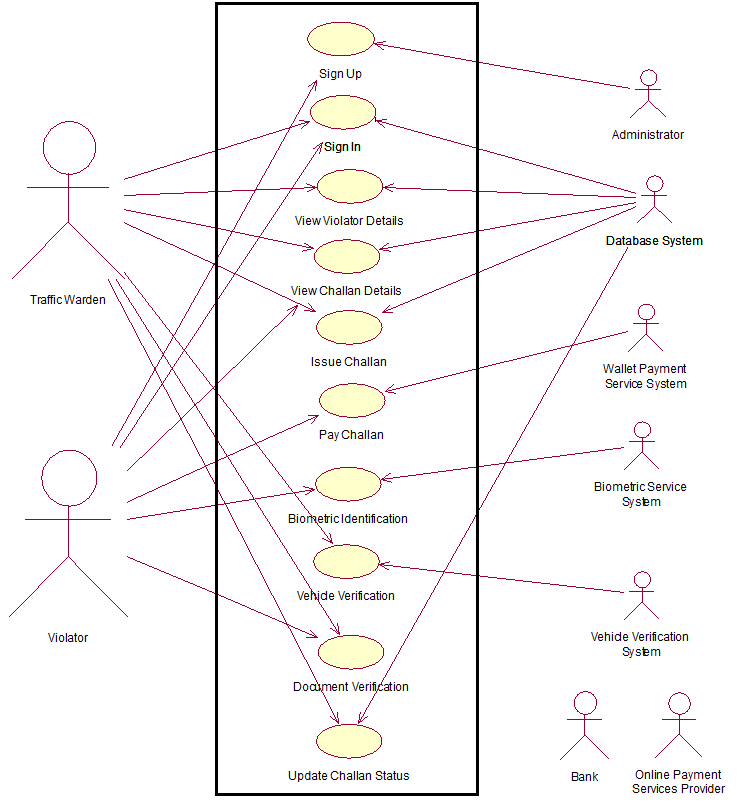 Sign Up
Administrator
Sign In
View Violator Details
Database System
View Challan Details
Traffic Warden
Issue Challan
Wallet Payment
Service System
Pay Challan
Biometric Service
System
Biometric Identification
Vehicle Verification
Violator
Vehicle Verification
System
Document Verification
Update Challan Status
Bank
Online Payment
Services Provider